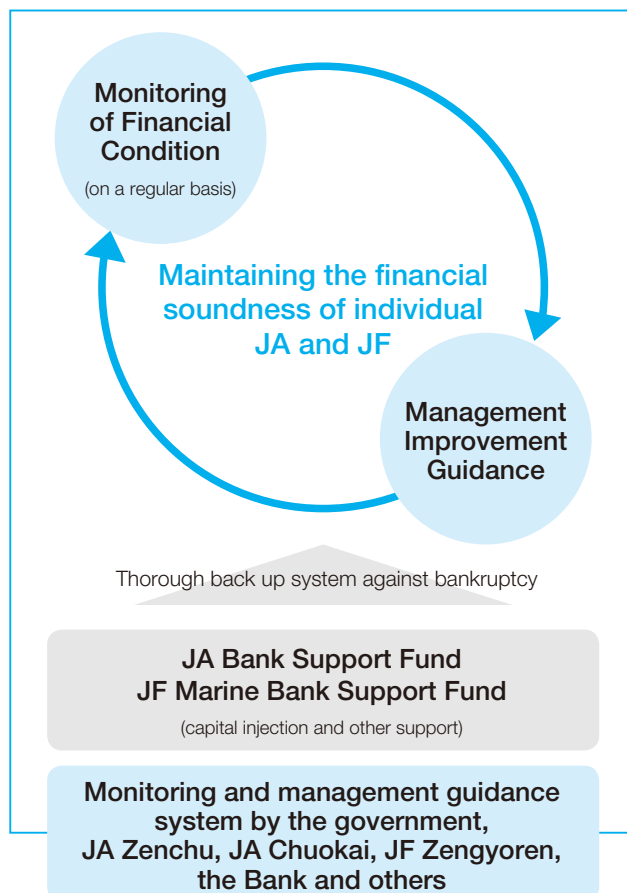 Monitoring
of Financial
Condition
(on a regular basis)
Maintaining the financial
soundness of individual
JA and JF
Management
Improvement
Guidance
Thorough back up system against bankruptcy
JA Bank Support Fund
JF Marine Bank Support Fund
(capital injection and other support)
Monitoring and management guidance
system by the government,
JA Zenchu, JA Chuokai, JF Zengyoren,
the Bank and others